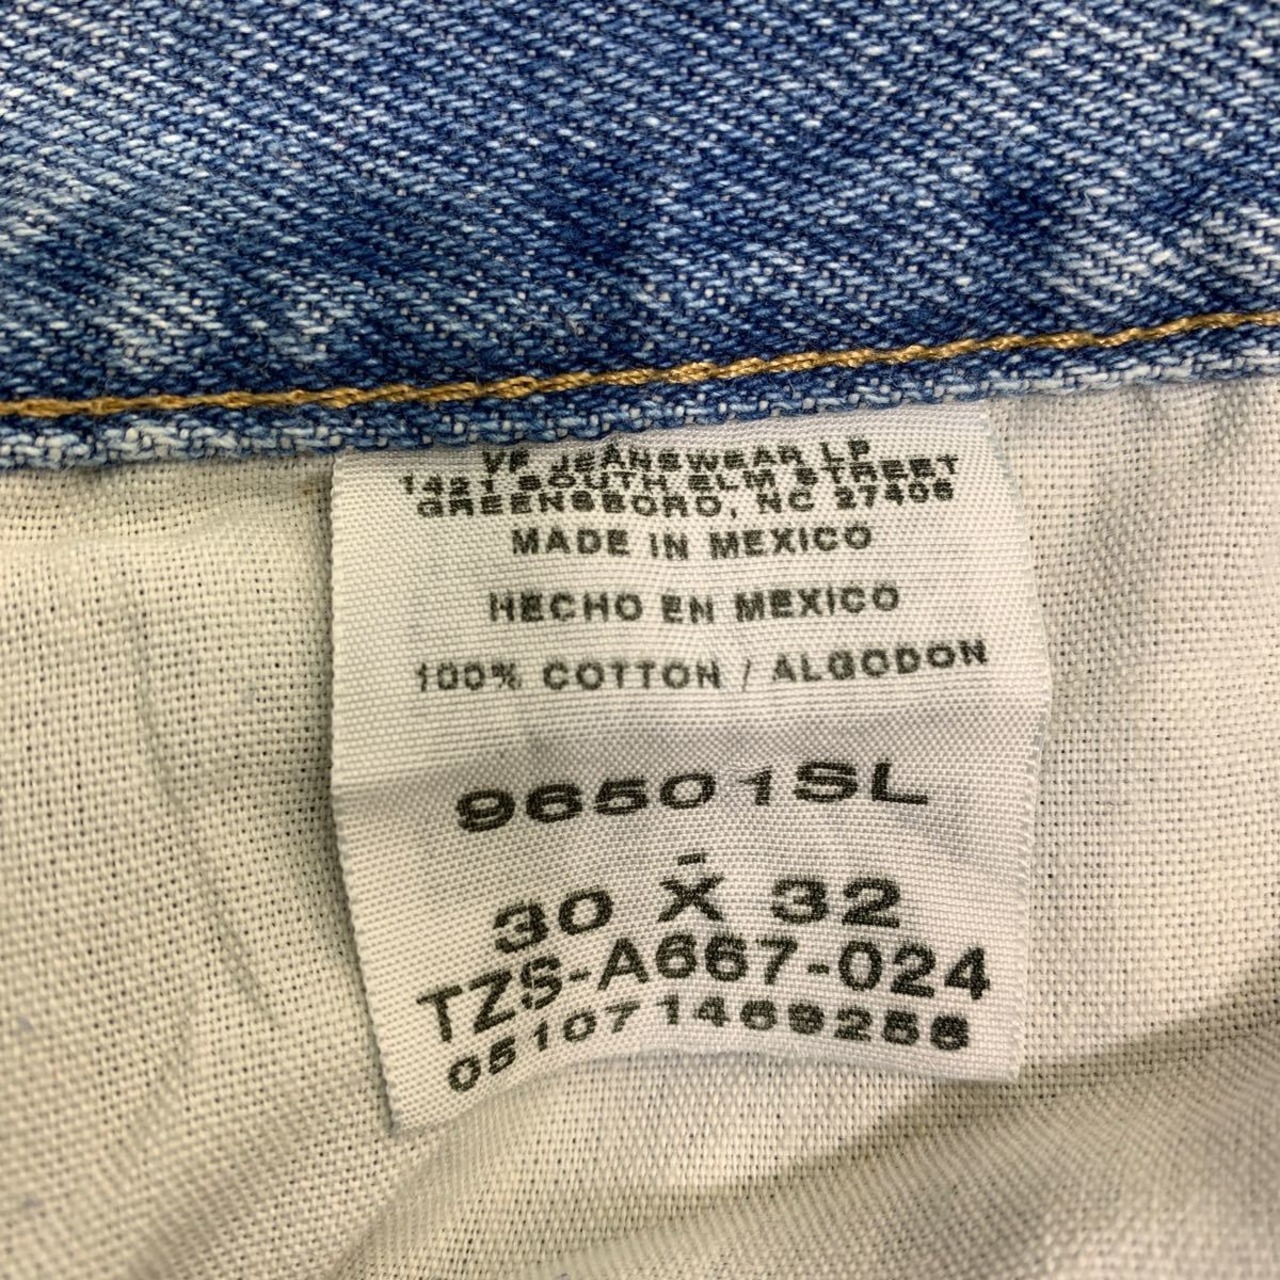 VF JEANSWEAR LP
1421 SOUTH ELM STREET
GREENSBORO, NC 27406
MADE IN MEXICO
HECHO EN MEXICO
100% COTTON / ALGODON
96501SL
-
30 X 32
TZS-A667-024
051071469256